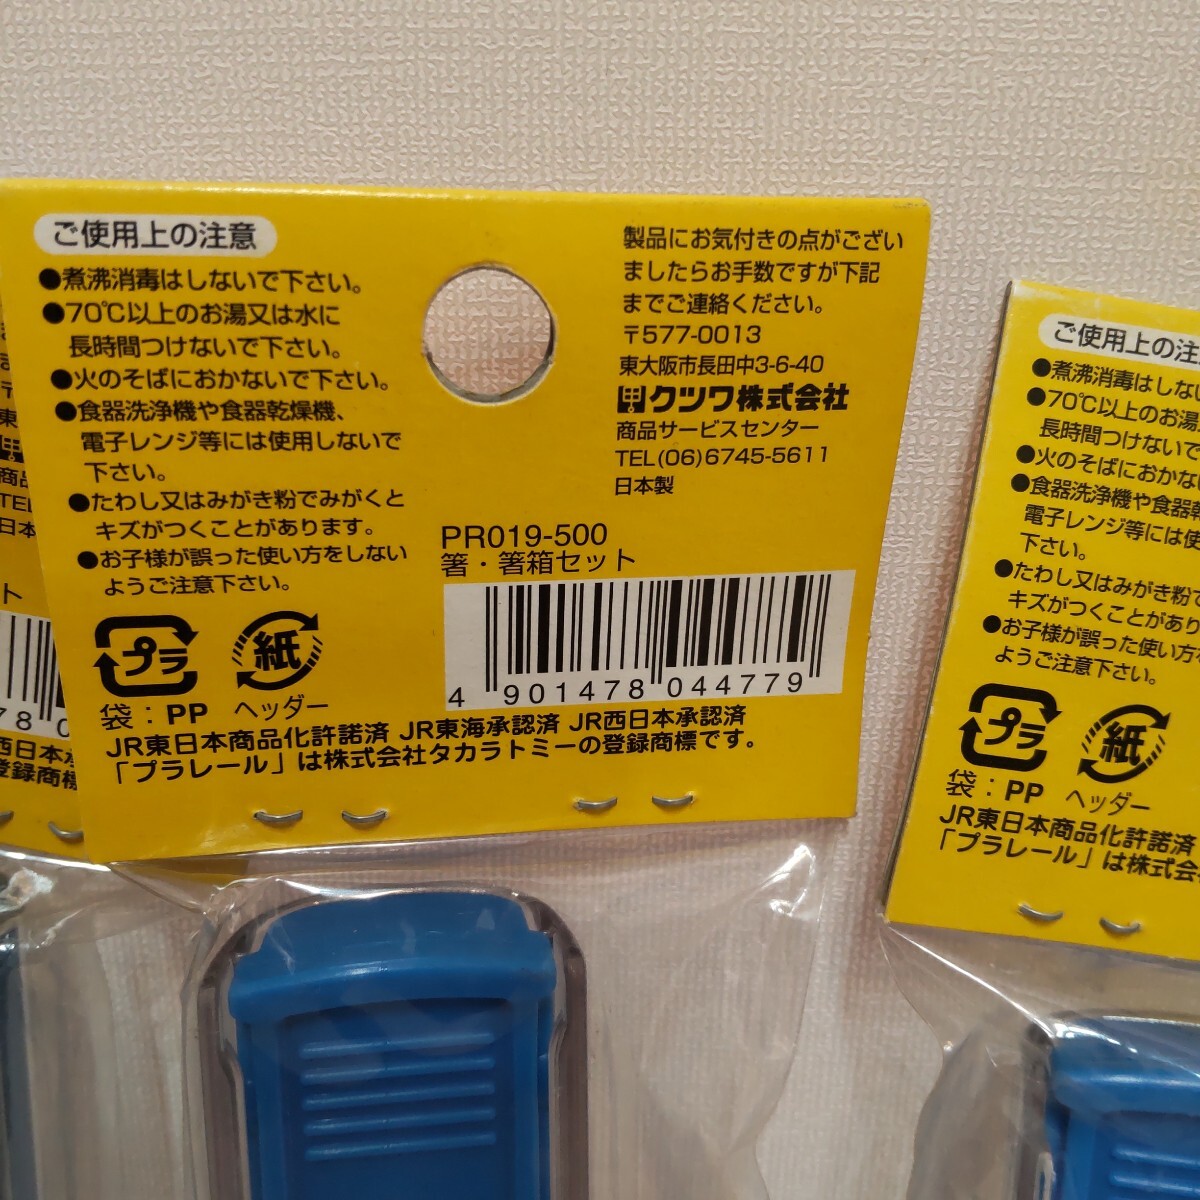 ご使用上の注意
●煮沸消毒はしないで下さい。
●70℃以上のお湯又は水に
長時間つけないで下さい。
●火のそばにおかないで下さい。
●食器洗浄機や食器乾燥機、
電子レンジ等には使用しないで
下さい。
●たわし又はみがき粉でみがくと
キズがつくことがあります。
●お子様が誤った使い方をしない
ようご注意下さい。
プラ
袋：PP
紙
ヘッダー
製品にお気付きの点がござい
ましたらお手数ですが下記
までご連絡ください。
〒577-0013
東大阪市長田中3-6-40
クツワ株式会社
商品サービスセンター
TEL(06)6745-5611
日本製
PR019-500
箸・箸箱セット
4 901478 044779
JR東日本商品化許諾済 JR東海承認済 JR西日本承認済
「プラレール」は株式会社タカラトミーの登録商標です。
ご使用上の注
●煮沸消毒はしな
●70℃以上のお湯
長時間つけないで
●火のそばにおかな
●食器洗浄機や食器乾
電子レンジ等には使
下さい。
●たわし又はみがき粉で
キズがつくことがあり
●お子様が誤った使い方を
ようご注意下さい。
プラ
袋：PP
紙
ヘッダー
JR東日本商品化許諾済
「プラレール」は株式会
〒
東
商品
TEL
日本
ト
78 0
西日本承
登録商標